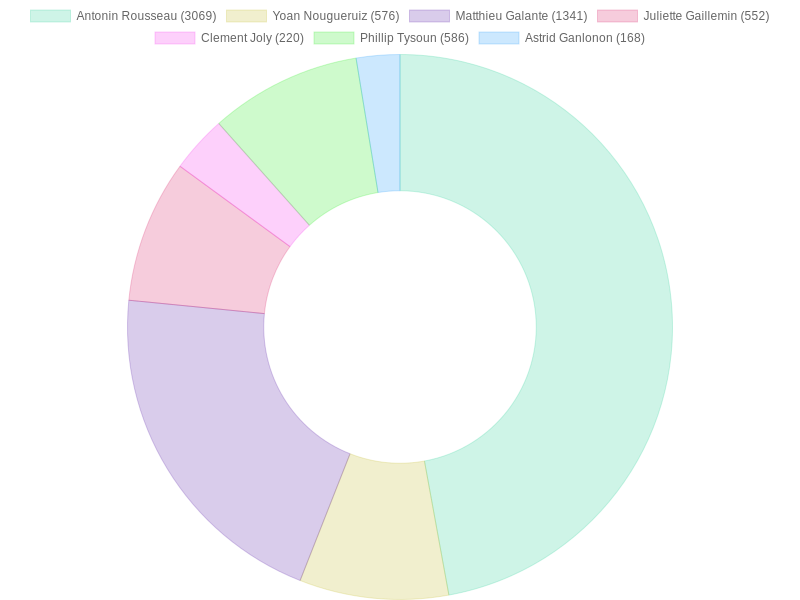 Antonin Rousseau (3069) Yoan Nougueruiz (576) Matthieu Galante (1341) Juliette Gaillemin (552)
Clement Joly (220) Phillip Tysoun (586) Astrid Ganlonon (168)